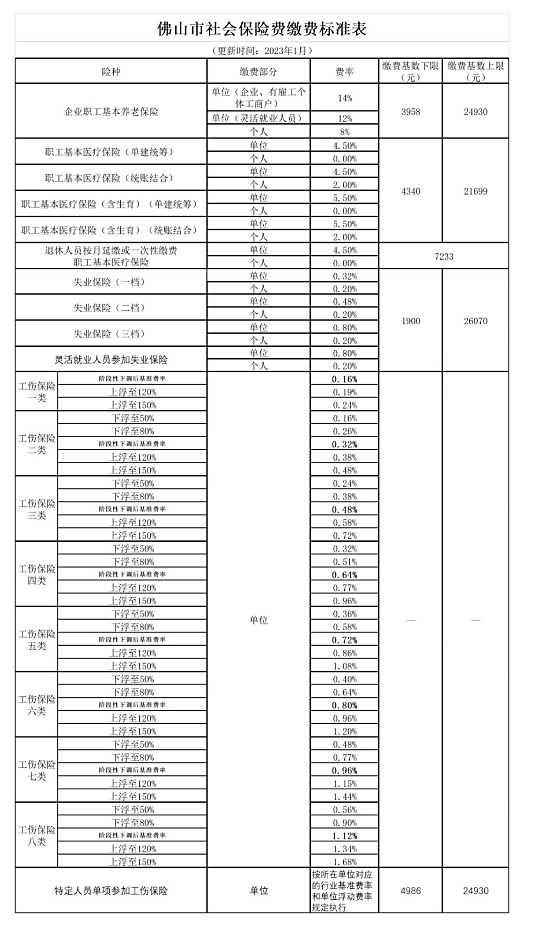 佛山市社会保险费缴费标准表
（更新时间：2023年1月）
险种 缴费部分 费率 缴费基数下限（元） 缴费基数上限（元）
企业职工基本养老保险 单位（企业、有雇工个体工商户） 14% 3958 24930
单位（灵活就业人员） 12%
个人 8%
职工基本医疗保险（单建统筹） 单位 4.50% 4340 21699
个人 0.00%
职工基本医疗保险（统账结合） 单位 4.50%
个人 2.00%
职工基本医疗保险（含生育）（单建统筹） 单位 5.50%
个人 0.00%
职工基本医疗保险（含生育）（统账结合） 单位 5.50%
个人 2.00%
退休人员按月延缴或一次性缴费职工基本医疗保险 单位 4.50% 7233
个人 0.00%
失业保险（一档） 单位 0.32% 1900 26070
个人 0.20%
失业保险（二档） 单位 0.48%
个人 0.20%
失业保险（三档） 单位 0.80%
个人 0.20%
灵活就业人员参加失业保险 单位 0.80%
个人 0.20%
工伤保险一类 阶段性下调后基准费率 单位 0.16% — —
上浮至120% 0.19%
上浮至150% 0.24%
工伤保险二类 下浮至50% 0.16%
下浮至80% 0.26%
阶段性下调后基准费率 0.32%
上浮至120% 0.38%
上浮至150% 0.48%
工伤保险三类 下浮至50% 0.24%
下浮至80% 0.38%
阶段性下调后基准费率 0.48%
上浮至120% 0.58%
上浮至150% 0.72%
工伤保险四类 下浮至50% 0.32%
下浮至80% 0.51%
阶段性下调后基准费率 0.64%
上浮至120% 0.77%
上浮至150% 0.96%
工伤保险五类 下浮至50% 0.36%
下浮至80% 0.58%
阶段性下调后基准费率 0.72%
上浮至120% 0.86%
上浮至150% 1.08%
工伤保险六类 下浮至50% 0.40%
下浮至80% 0.64%
阶段性下调后基准费率 0.80%
上浮至120% 0.96%
上浮至150% 1.20%
工伤保险七类 下浮至50% 0.48%
下浮至80% 0.77%
阶段性下调后基准费率 0.96%
上浮至120% 1.15%
上浮至150% 1.44%
工伤保险八类 下浮至50% 0.56%
下浮至80% 0.90%
阶段性下调后基准费率 1.12%
上浮至120% 1.34%
上浮至150% 1.68%
特定人员单项参加工伤保险 单位 按所在单位对应的行业基准费率和单位浮动费率规定执行 4986 24930